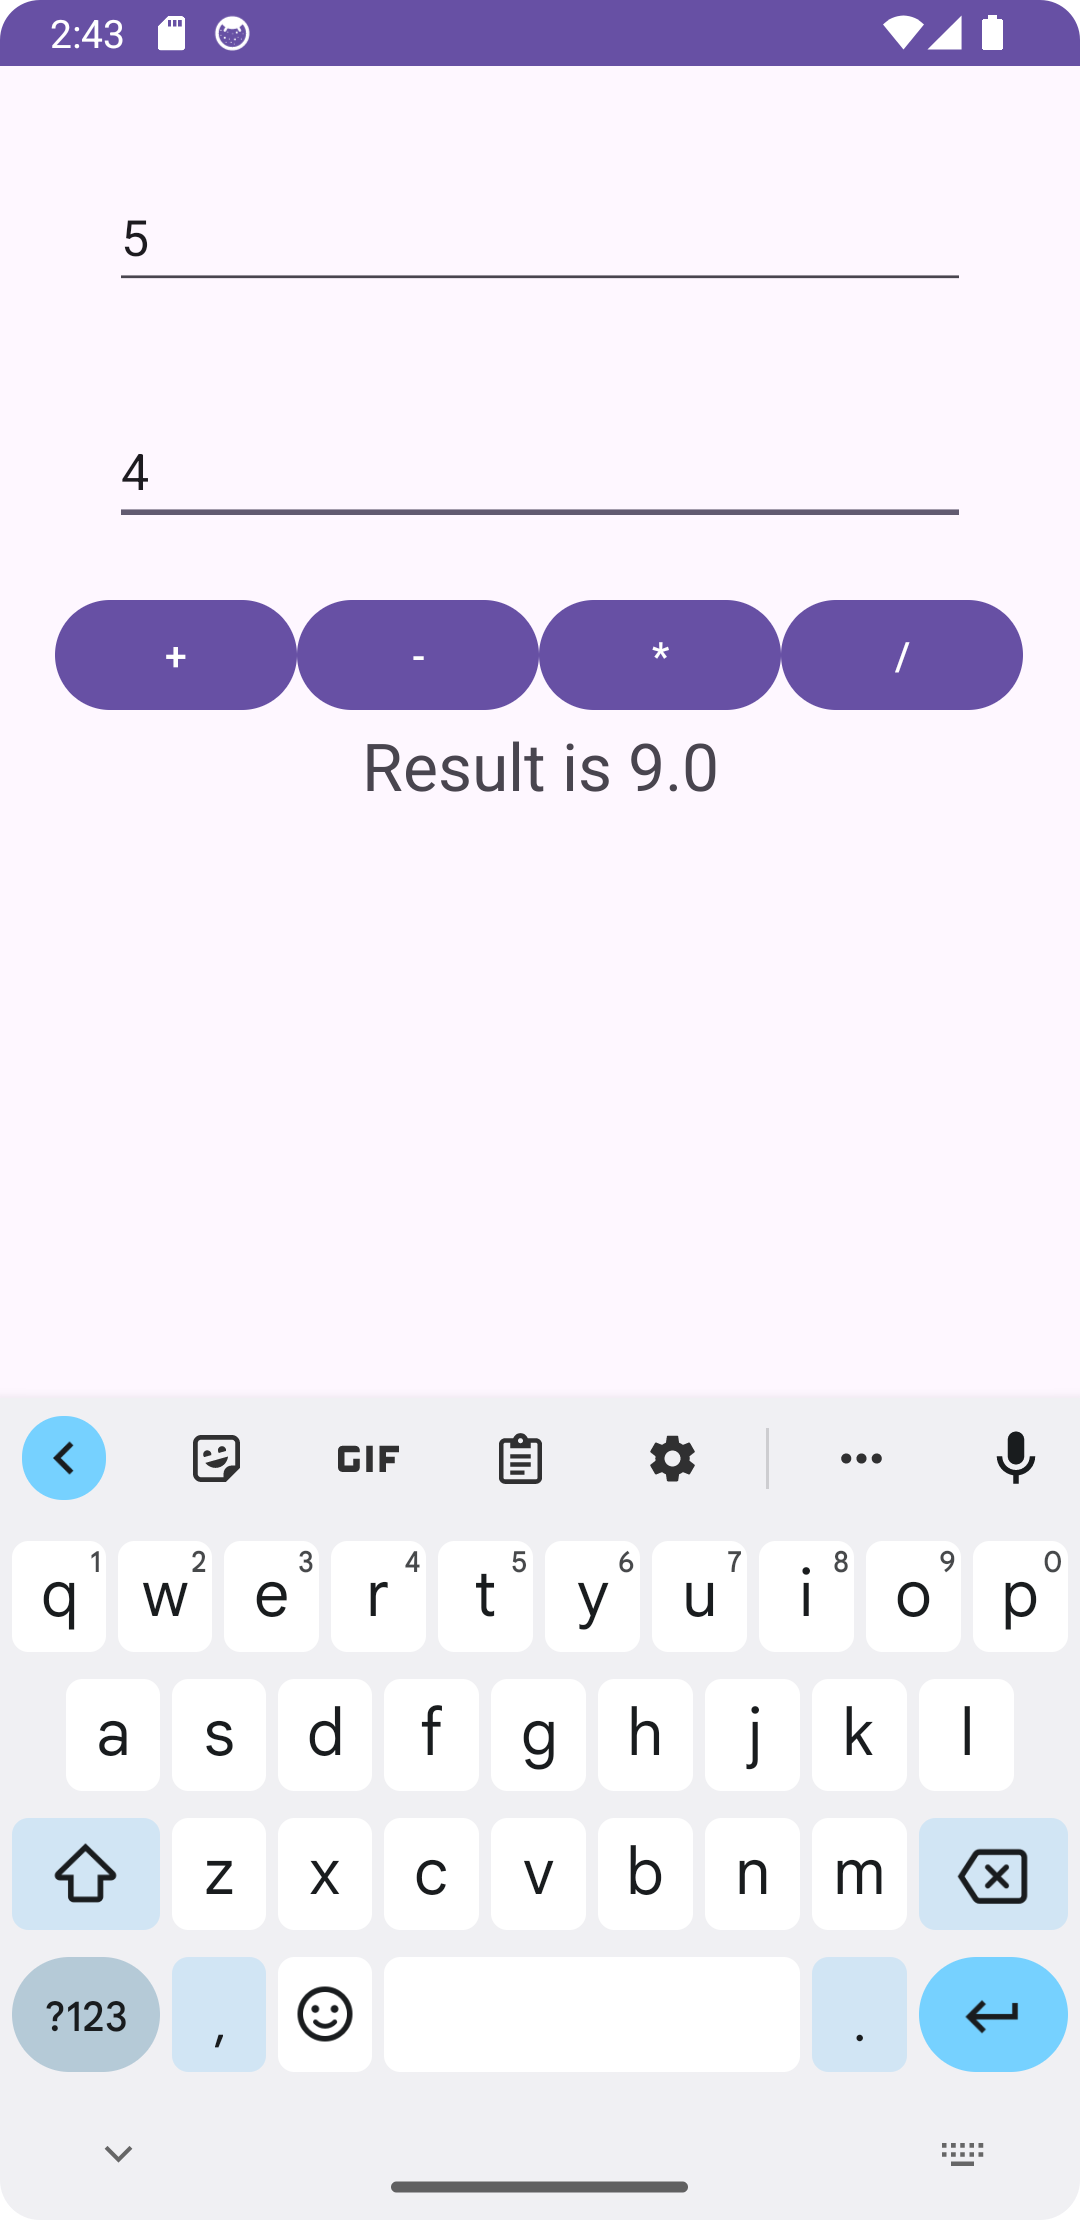 2:43
5
4
+ - * /
Result is 9.0
GIF
q 1 w 2 e 3 r 4 t 5 y 6 u 7 i 8 o 9 p 0
a s d f g h j k l
z x c v b n m
?123 , .